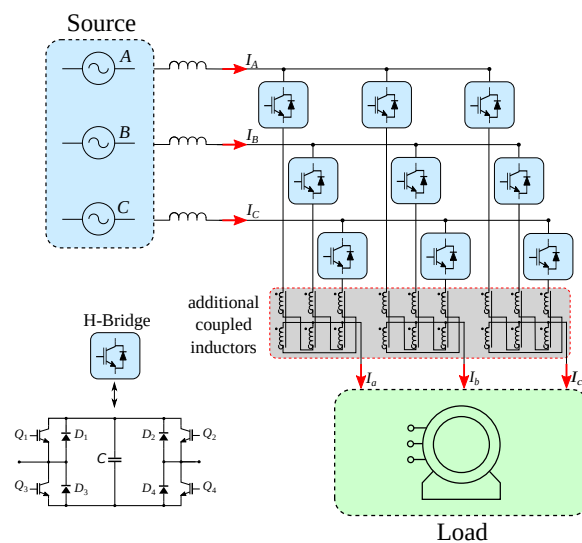 Source
A
I_A
B
I_B
C
I_C
additional
coupled
inductors
H-Bridge
I_a
I_b
I_c
Q_1
D_1
D_2
Q_2
C
Q_3
D_3
D_4
Q_4
Load